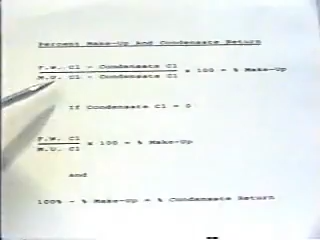 Percent Make-Up And Condensate Return
F.W. Cl - Condensate Cl
M.U. Cl - Condensate Cl x 100 = % Make-Up
If Condensate Cl = 0
F.W. Cl
M.U. Cl x 100 = % Make-Up
and
100% - % Make-Up = % Condensate Return